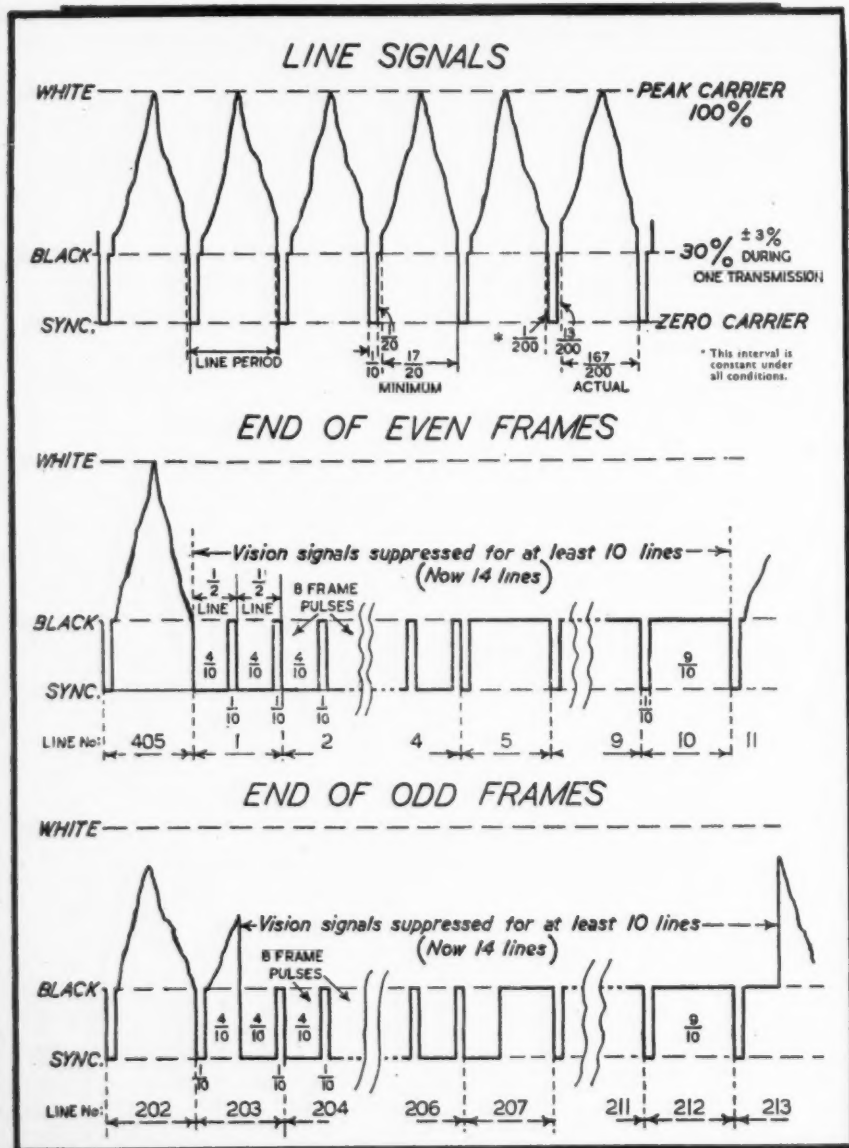 LINE SIGNALS
WHITE
PEAK CARRIER
100%
BLACK
30% ±3%
DURING
ONE TRANSMISSION
SYNC.
ZERO CARRIER
LINE PERIOD
1/10
1/20
17/20
MINIMUM
* 1/200
13/200
167/200
ACTUAL
* This interval is
constant under
all conditions.
END OF EVEN FRAMES
WHITE
Vision signals suppressed for at least 10 lines
(Now 14 lines)
1/2 LINE
1/2 LINE
8 FRAME
PULSES
BLACK
4/10 4/10 4/10 9/10
SYNC.
1/10 1/10 1/10 1/10
LINE No: 405 1 2 4 5 9 10 11
END OF ODD FRAMES
WHITE
Vision signals suppressed for at least 10 lines
(Now 14 lines)
8 FRAME
PULSES
BLACK
4/10 4/10 4/10 9/10
SYNC.
1/10 1/10 1/10
LINE No: 202 203 204 206 207 211 212 213